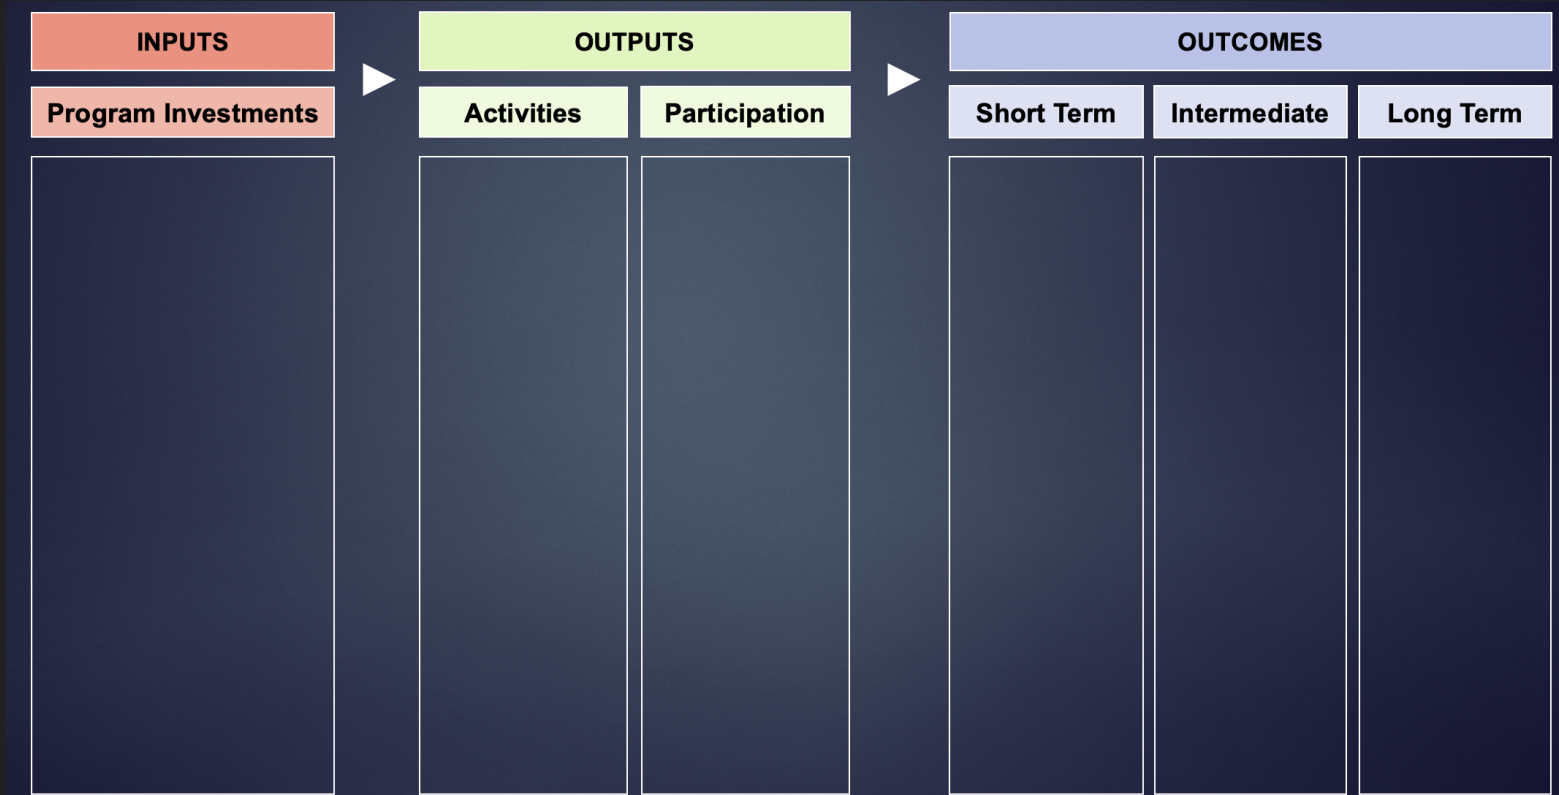 INPUTS
OUTPUTS
OUTCOMES
Program Investments
Activities
Participation
Short Term
Intermediate
Long Term